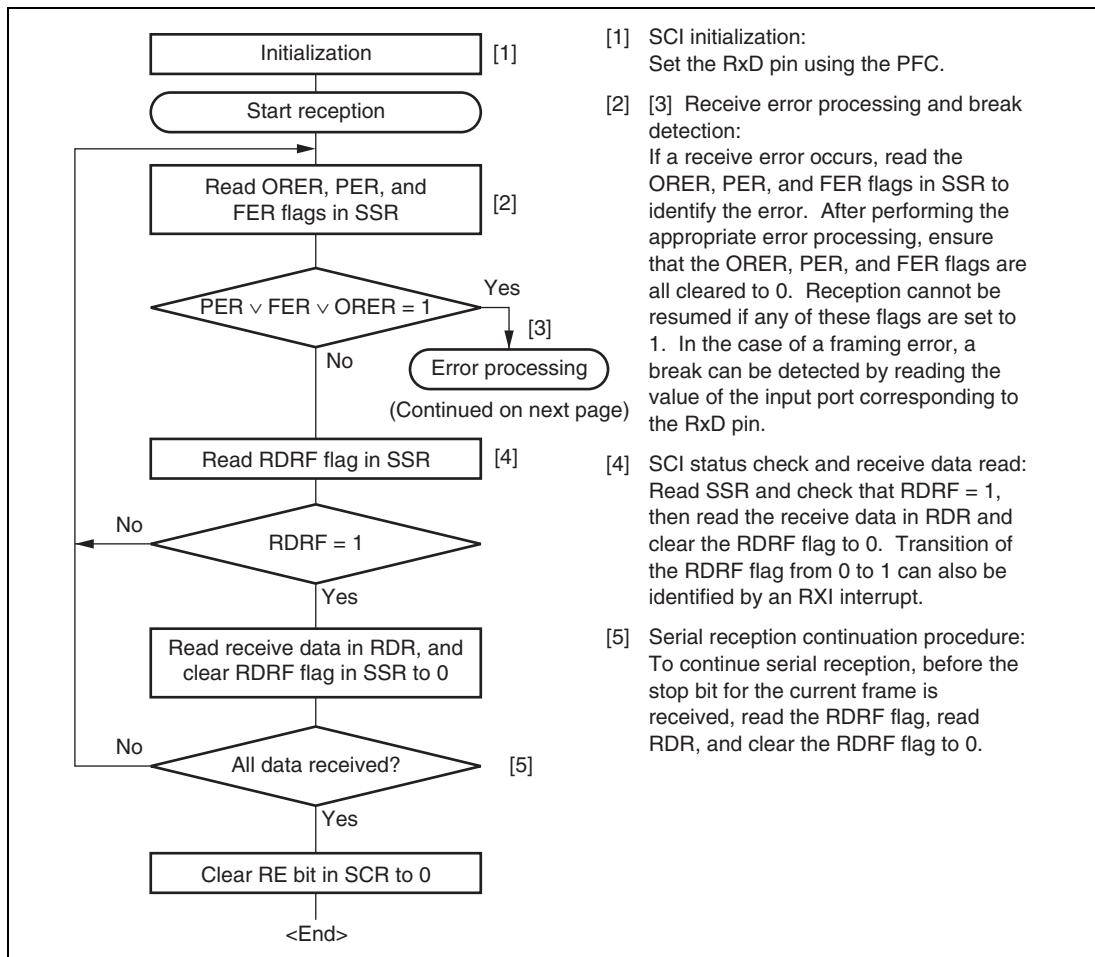 Initialization
[1]
Start reception
Read ORER, PER, and
FER flags in SSR
[2]
PER ∨ FER ∨ ORER = 1
Yes
[3]
No
Error processing
(Continued on next page)
Read RDRF flag in SSR
[4]
No
RDRF = 1
Yes
Read receive data in RDR, and
clear RDRF flag in SSR to 0
No
All data received?
[5]
Yes
Clear RE bit in SCR to 0
<End>
[1] SCI initialization:
Set the RxD pin using the PFC.
[2] [3] Receive error processing and break
detection:
If a receive error occurs, read the
ORER, PER, and FER flags in SSR to
identify the error. After performing the
appropriate error processing, ensure
that the ORER, PER, and FER flags are
all cleared to 0. Reception cannot be
resumed if any of these flags are set to
1. In the case of a framing error, a
break can be detected by reading the
value of the input port corresponding to
the RxD pin.
[4] SCI status check and receive data read:
Read SSR and check that RDRF = 1,
then read the receive data in RDR and
clear the RDRF flag to 0. Transition of
the RDRF flag from 0 to 1 can also be
identified by an RXI interrupt.
[5] Serial reception continuation procedure:
To continue serial reception, before the
stop bit for the current frame is
received, read the RDRF flag, read
RDR, and clear the RDRF flag to 0.